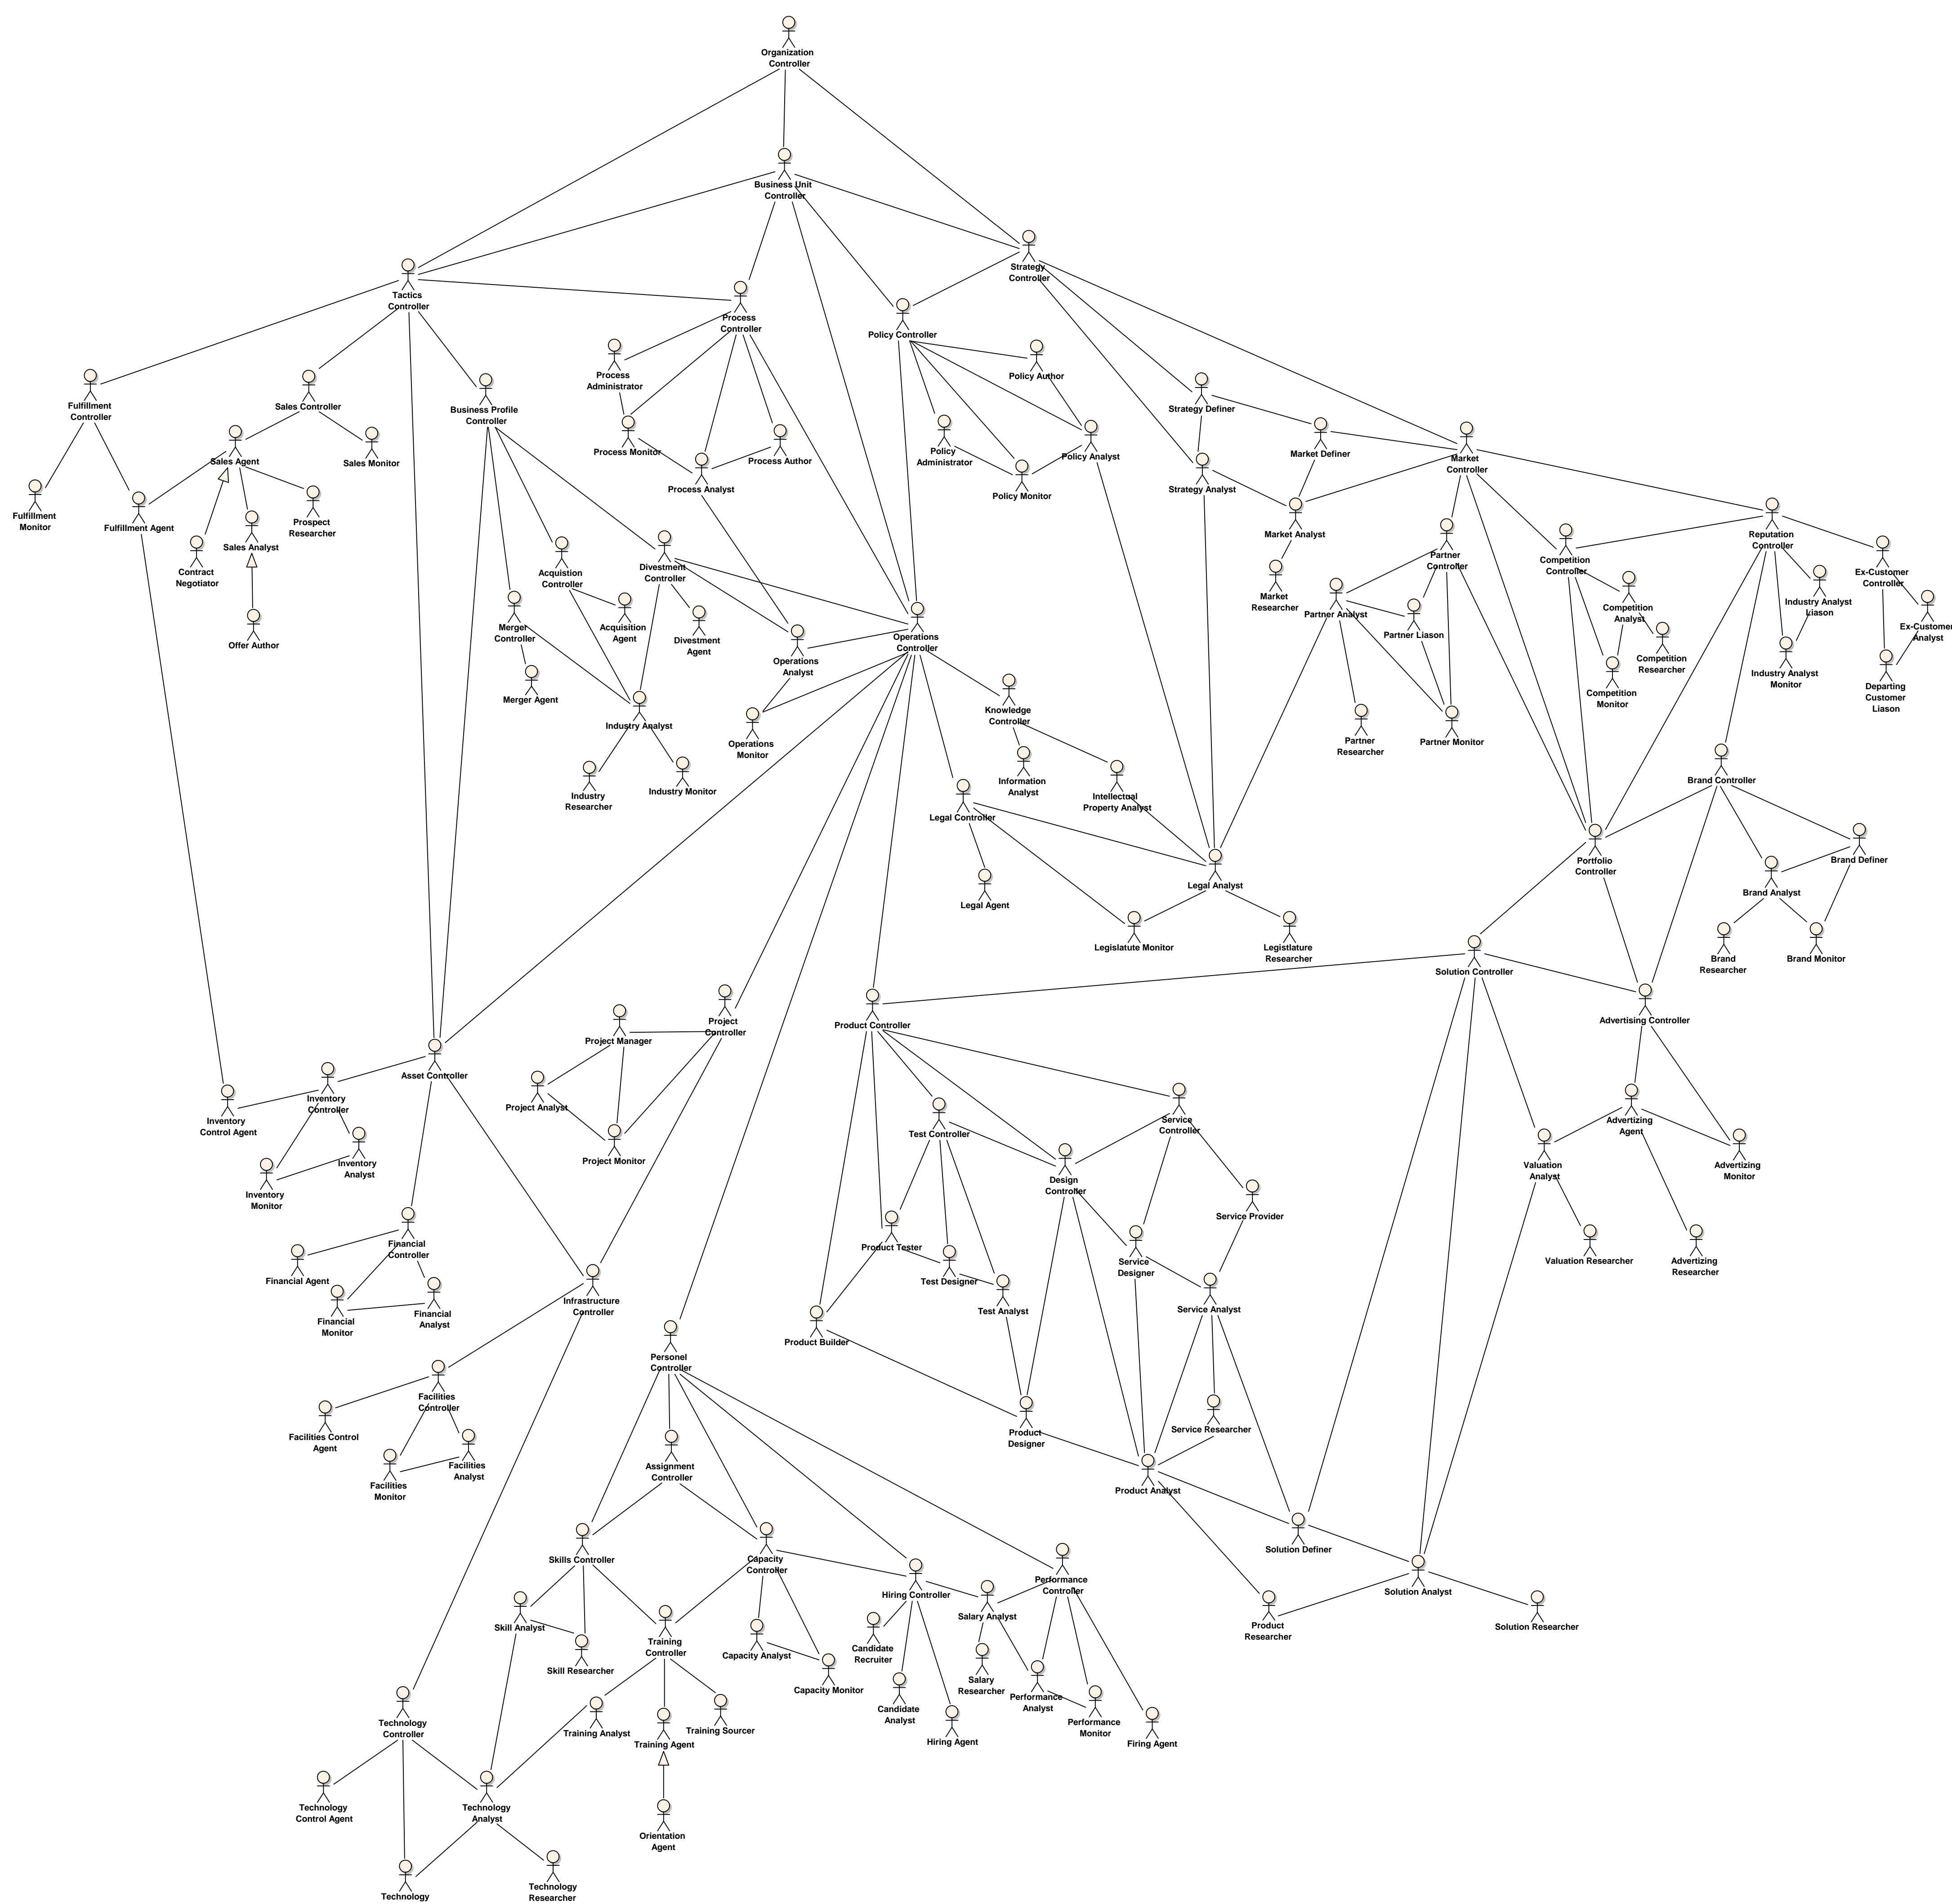 Organization
Controller
Business Unit
Controller
Strategy
Controller
Tactics
Controller
Process
Controller
Policy Controller
Process
Administrator
Policy Author
Fulfillment
Controller
Sales Controller
Business Profile
Controller
Strategy Definer
Process Monitor
Process Author
Policy
Administrator
Policy Analyst
Market Definer
Market
Controller
Sales Agent
Sales Monitor
Process Analyst
Policy Monitor
Strategy Analyst
Fulfillment
Monitor
Fulfillment Agent
Prospect
Researcher
Contract
Negotiator
Sales Analyst
Market Analyst
Reputation
Controller
Partner
Controller
Competition
Controller
Acquistion
Controller
Divestment
Controller
Ex-Customer
Controller
Market
Researcher
Partner Analyst
Industry Analyst
Liason
Competition
Analyst
Partner Liason
Ex-Customer
Analyst
Merger
Controller
Acquisition
Agent
Divestment
Agent
Operations
Controller
Offer Author
Operations
Analyst
Competition
Researcher
Industry Analyst
Monitor
Competition
Monitor
Departing
Customer
Liason
Merger Agent
Industry Analyst
Knowledge
Controller
Operations
Monitor
Partner
Researcher
Partner Monitor
Industry
Researcher
Industry Monitor
Information
Analyst
Intellectual
Property Analyst
Brand Controller
Legal Controller
Portfolio
Controller
Brand Definer
Legal Agent
Legal Analyst
Brand Analyst
Legislatute Monitor
Legistlature
Researcher
Brand
Researcher
Brand Monitor
Solution Controller
Project
Controller
Product Controller
Advertising Controller
Project Manager
Asset Controller
Inventory
Controller
Inventory
Control Agent
Project Analyst
Test Controller
Service
Controller
Advertizing
Agent
Inventory
Analyst
Inventory
Monitor
Project Monitor
Design
Controller
Valuation
Analyst
Advertizing
Monitor
Service Provider
Financial
Controller
Product Tester
Service
Designer
Financial Agent
Test Designer
Valuation Researcher
Advertizing
Researcher
Financial
Monitor
Financial
Analyst
Infrastructure
Controller
Test Analyst
Service Analyst
Product Builder
Personel
Controller
Facilities
Controller
Facilities Control
Agent
Product
Designer
Service Researcher
Facilities
Analyst
Facilities
Monitor
Assignment
Controller
Product Analyst
Skills Controller
Capacity
Controller
Solution Definer
Hiring Controller
Performance
Controller
Solution Analyst
Skill Analyst
Salary Analyst
Product
Researcher
Solution Researcher
Training
Controller
Capacity Analyst
Candidate
Recruiter
Skill Researcher
Capacity Monitor
Salary
Researcher
Candidate
Analyst
Performance
Analyst
Performance
Monitor
Technology
Controller
Training Analyst
Training Agent
Training Sourcer
Hiring Agent
Firing Agent
Technology
Control Agent
Technology
Analyst
Orientation
Agent
Technology
Technology
Researcher